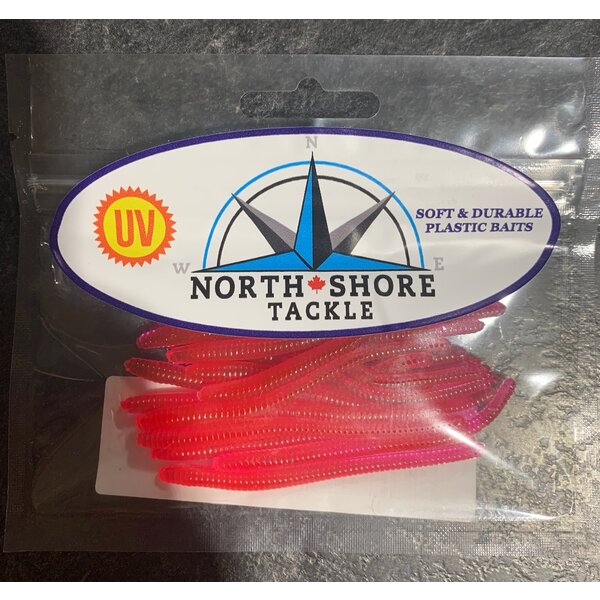 N
UV
SOFT & DURABLE
PLASTIC BAITS
W
E
NORTH SHORE
TACKLE